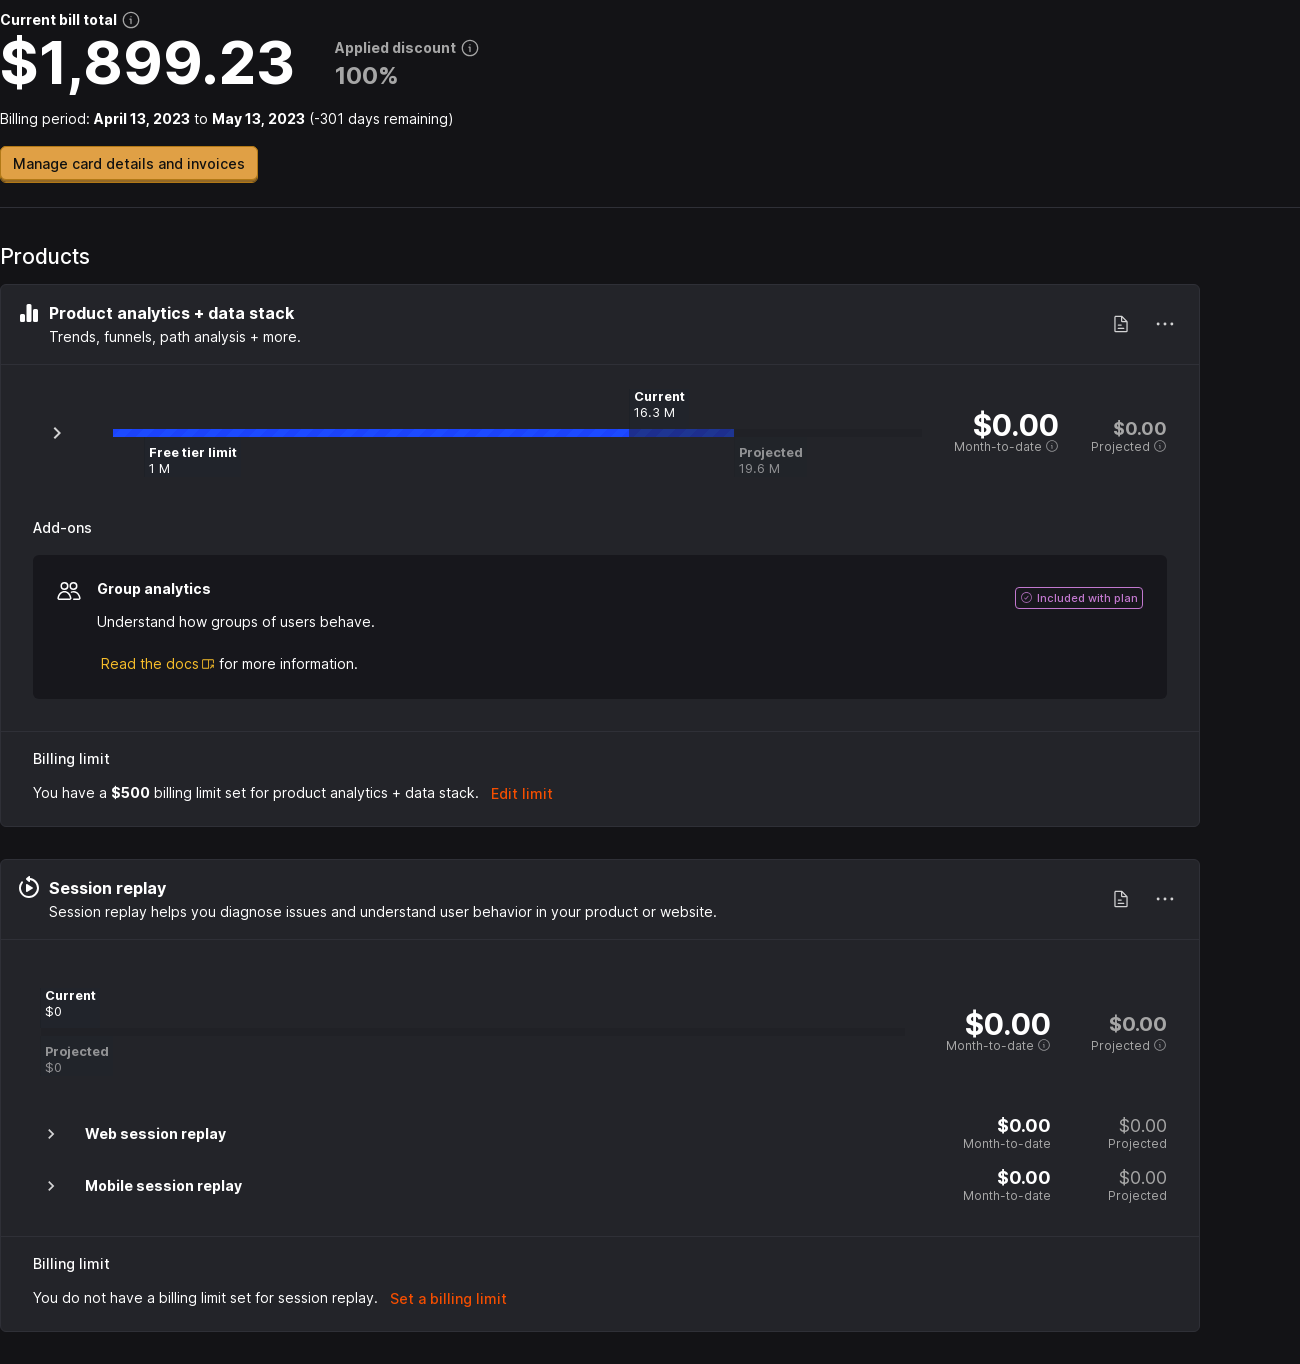 Current bill total
$1,899.23
Applied discount
100%
Billing period: April 13, 2023 to May 13, 2023 (-301 days remaining)
Manage card details and invoices
Products
Product analytics + data stack
Trends, funnels, path analysis + more.
Current
16.3 M
Free tier limit
1 M
Projected
19.6 M
$0.00
Month-to-date
$0.00
Projected
Add-ons
Group analytics
Understand how groups of users behave.
Included with plan
Read the docs for more information.
Billing limit
You have a $500 billing limit set for product analytics + data stack. Edit limit
Session replay
Session replay helps you diagnose issues and understand user behavior in your product or website.
Current
$0
Projected
$0
$0.00
Month-to-date
$0.00
Projected
Web session replay
$0.00
Month-to-date
$0.00
Projected
Mobile session replay
$0.00
Month-to-date
$0.00
Projected
Billing limit
You do not have a billing limit set for session replay. Set a billing limit